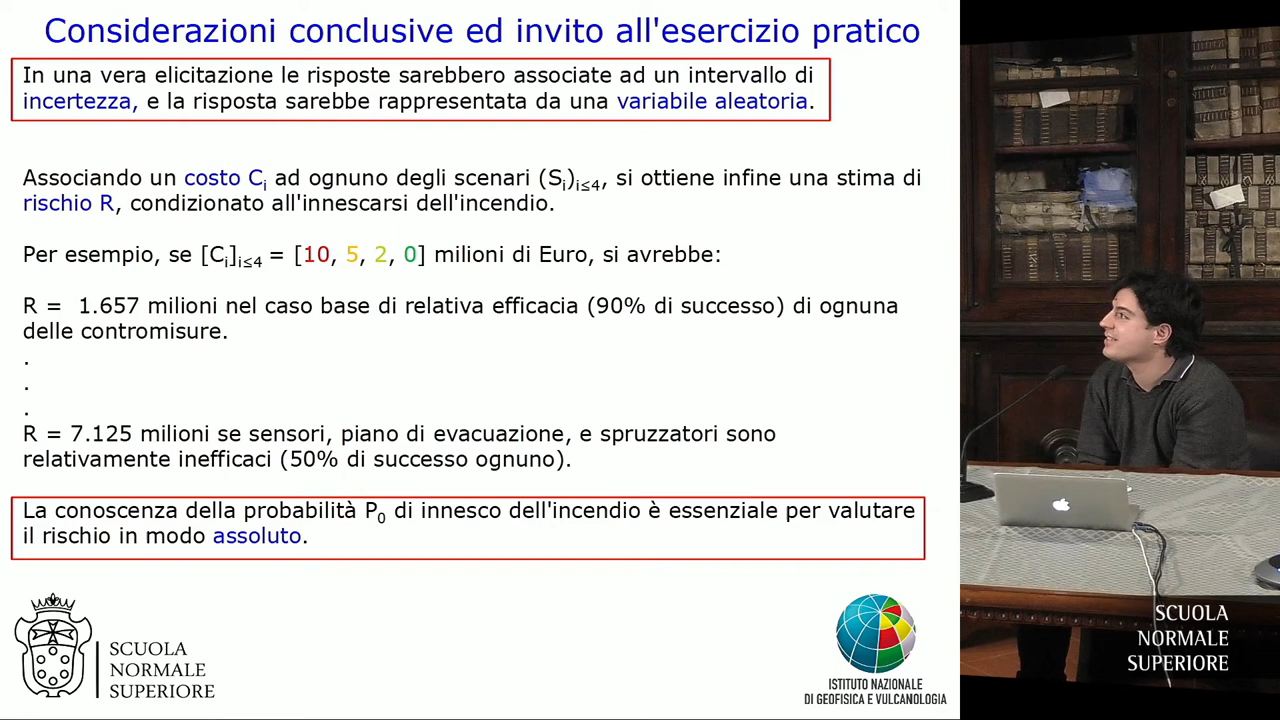 Considerazioni conclusive ed invito all'esercizio pratico
In una vera elicitazione le risposte sarebbero associate ad un intervallo di
incertezza, e la risposta sarebbe rappresentata da una variabile aleatoria.
Associando un costo Ci ad ognuno degli scenari (Si)i≤4, si ottiene infine una stima di
rischio R, condizionato all'innescarsi dell'incendio.
Per esempio, se [Ci]i≤4 = [10, 5, 2, 0] milioni di Euro, si avrebbe:
R = 1.657 milioni nel caso base di relativa efficacia (90% di successo) di ognuna
delle contromisure.
.
.
.
R = 7.125 milioni se sensori, piano di evacuazione, e spruzzatori sono
relativamente inefficaci (50% di successo ognuno).
La conoscenza della probabilità P0 di innesco dell'incendio è essenziale per valutare
il rischio in modo assoluto.
SCUOLA
NORMALE
SUPERIORE
ISTITUTO NAZIONALE
DI GEOFISICA E VULCANOLOGIA
SCUOLA
NORMALE
SUPERIORE